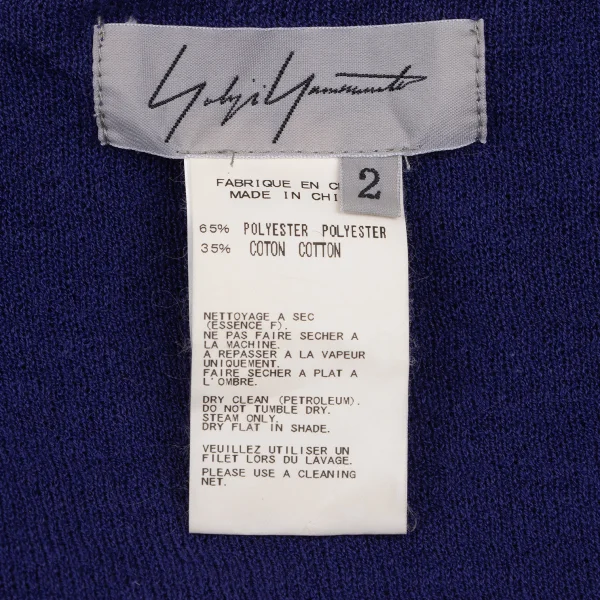 Yohji Yamamoto
2
FABRIQUE EN
MADE IN
65% POLYESTER POLYESTER
35% COTON COTTON
NETTOYAGE A SEC
(ESSENCE F).
NE PAS FAIRE SECHER A
LA MACHINE.
A REPASSER A LA VAPEUR
UNIQUEMENT.
FAIRE SECHER A PLAT A
L'OMBRE.
DRY CLEAN (PETROLEUM).
DO NOT TUMBLE DRY.
STEAM ONLY.
DRY FLAT IN SHADE.
VEUILLEZ UTILISER UN
FILET LORS DU LAVAGE.
PLEASE USE A CLEANING
NET.